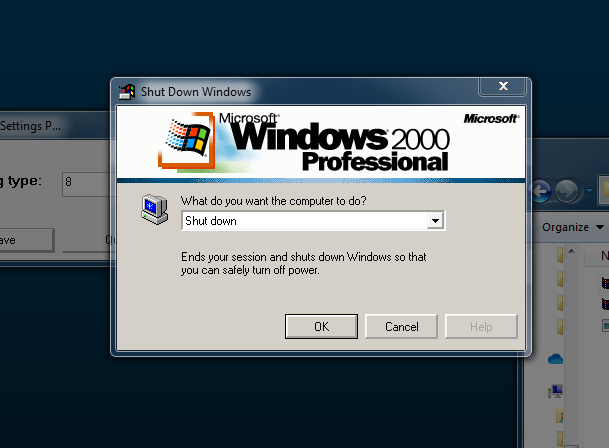 Shut Down Windows
Settings P...
Microsoft®
Windows 2000
Professional
Microsoft®
g type:
8
What do you want the computer to do?
Shut down
Ends your session and shuts down Windows so that
you can safely turn off power.
OK
Cancel
Help
ave
Organize
N